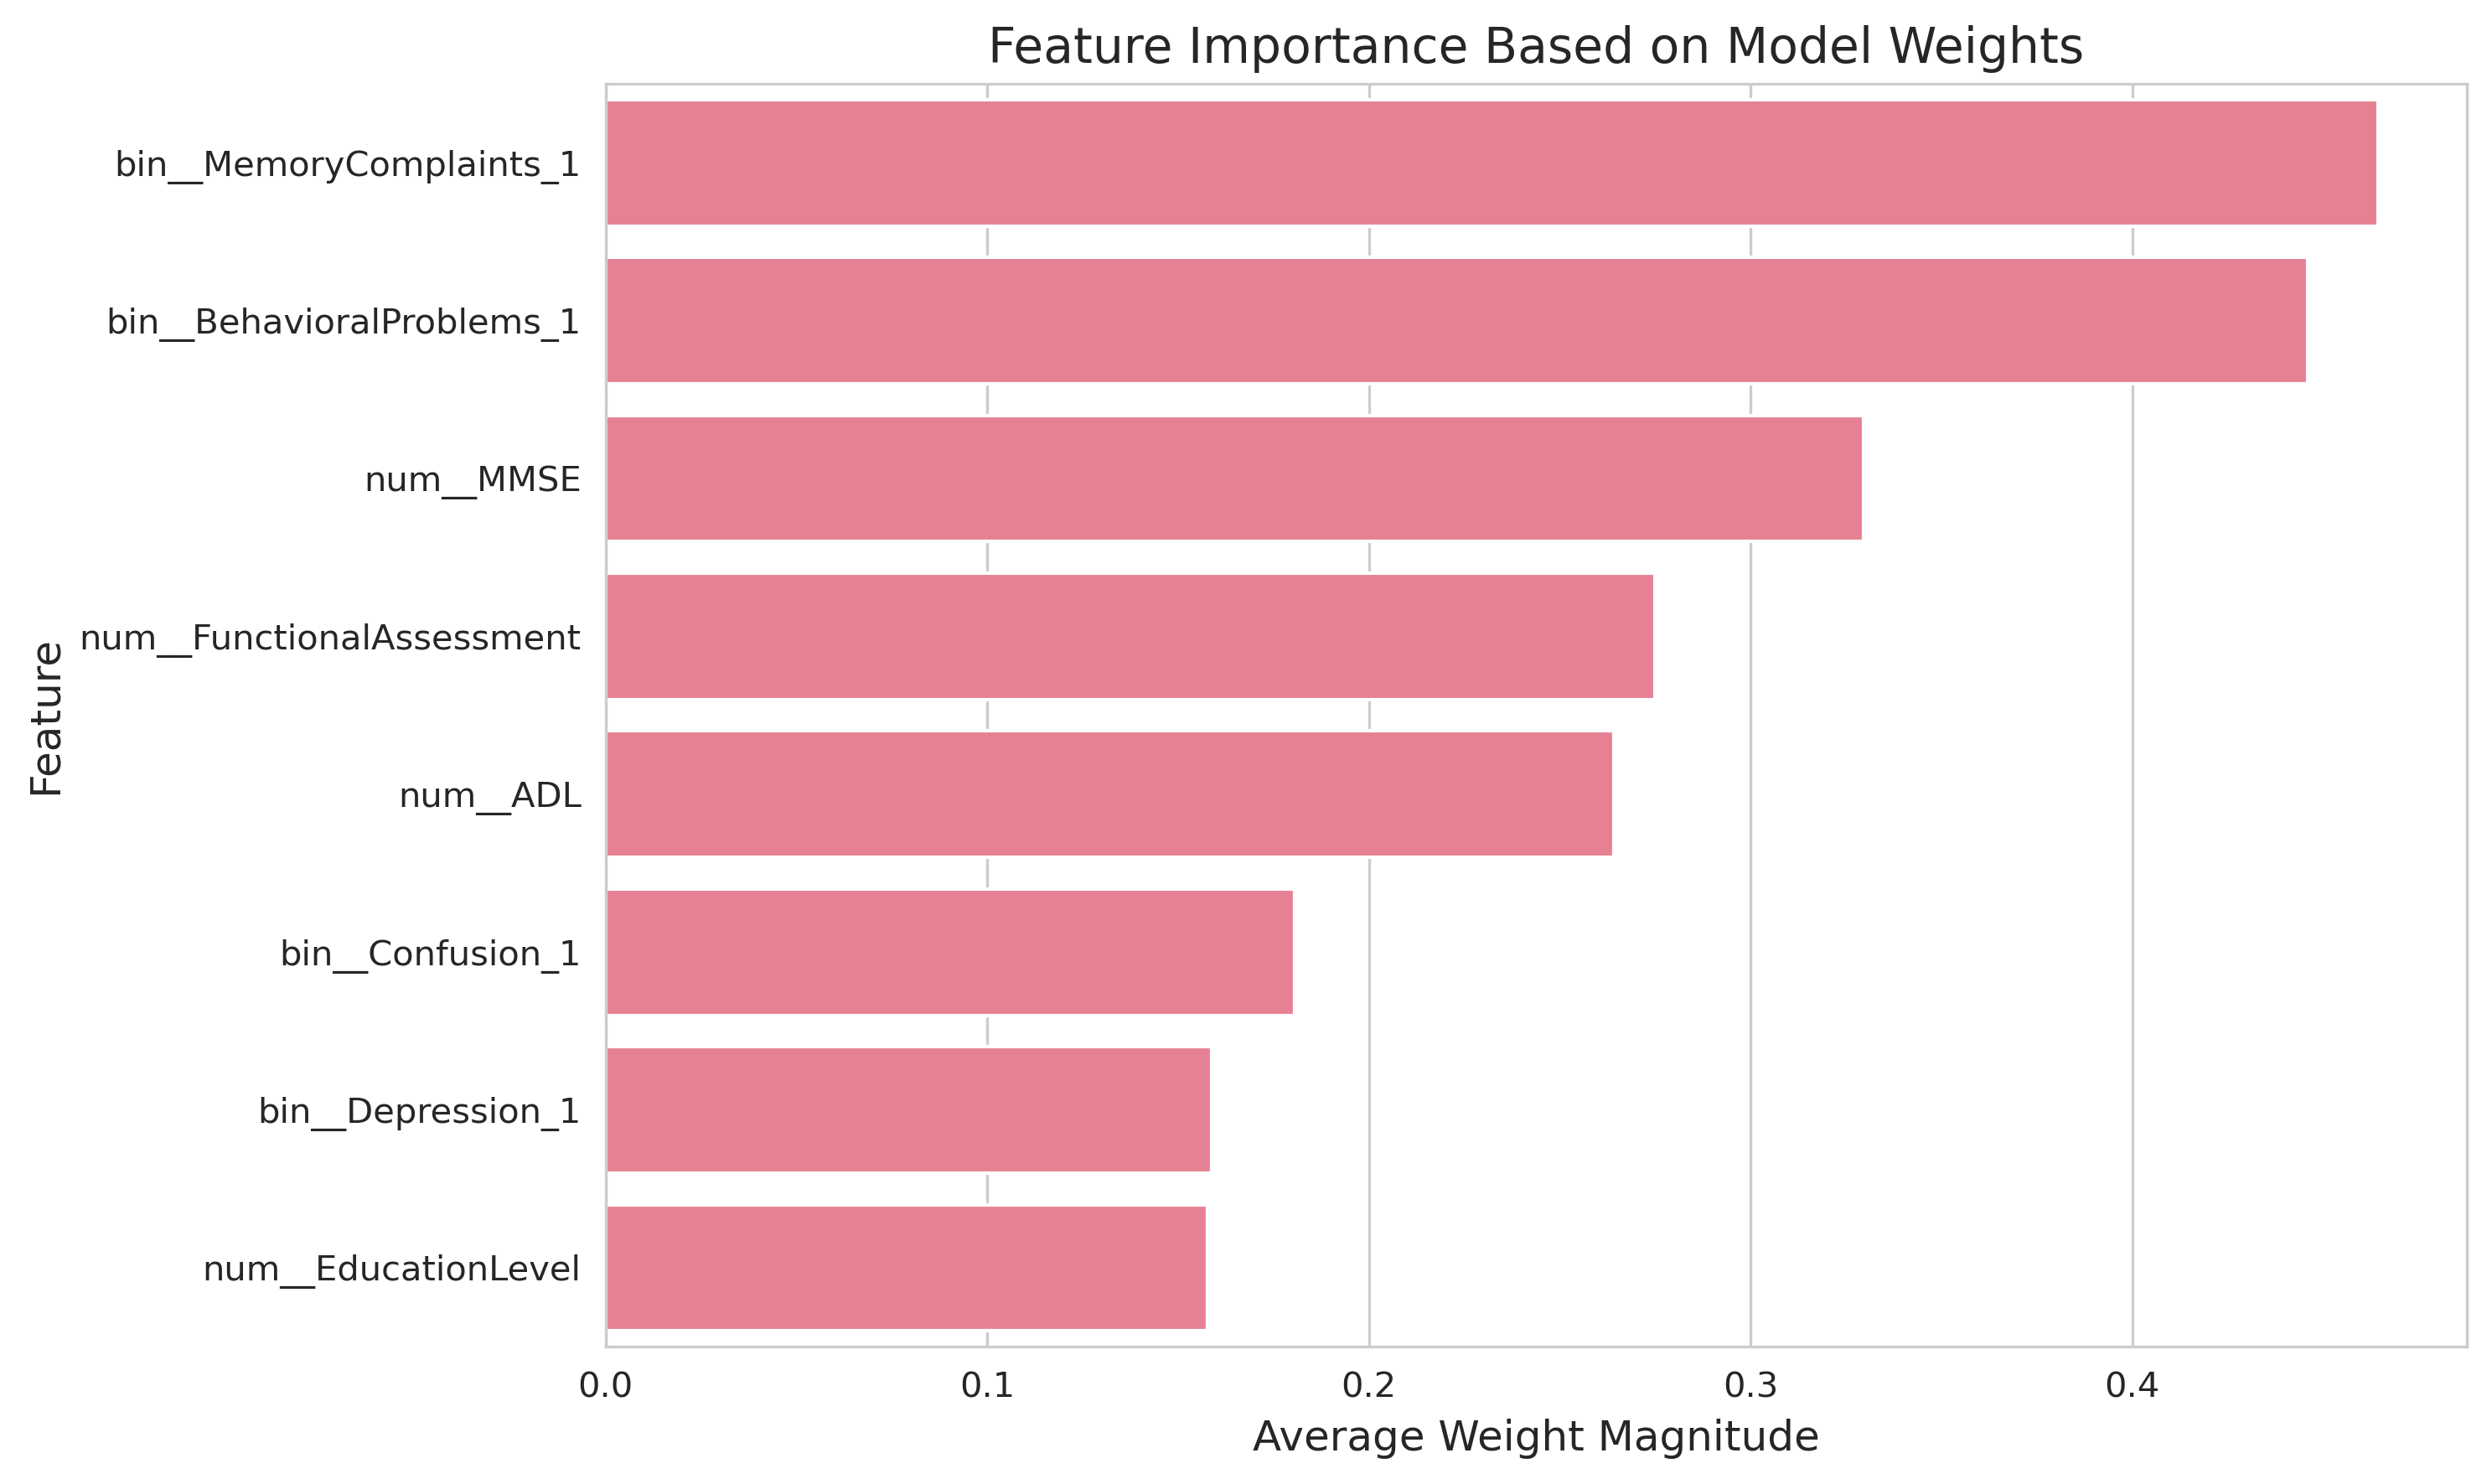 Feature Importance Based on Model Weights
bin__MemoryComplaints_1
bin__BehavioralProblems_1
num__MMSE
num__FunctionalAssessment
num__ADL
bin__Confusion_1
bin__Depression_1
num__EducationLevel
Feature
0.0 0.1 0.2 0.3 0.4
Average Weight Magnitude